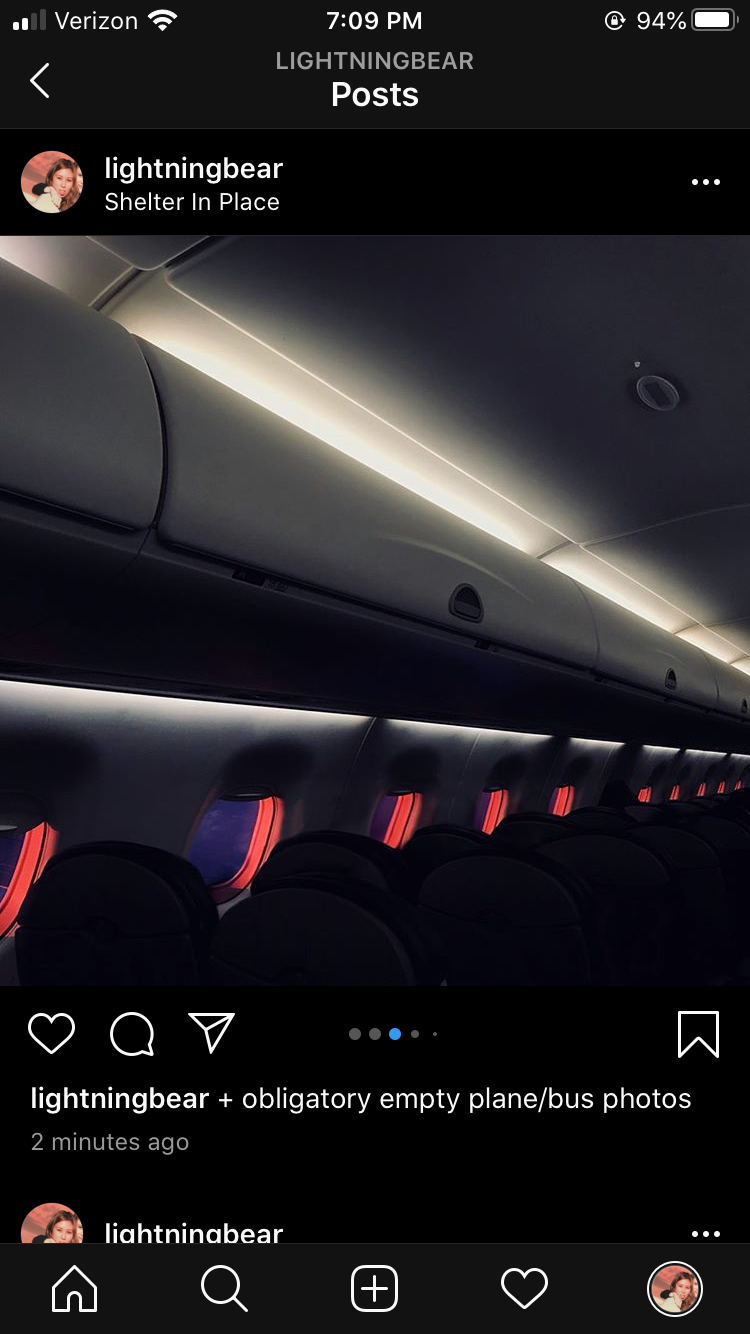 Verizon 7:09 PM 94%
LIGHTNINGBEAR
Posts
lightningbear
Shelter In Place
lightningbear + obligatory empty plane/bus photos
2 minutes ago
lightningbear